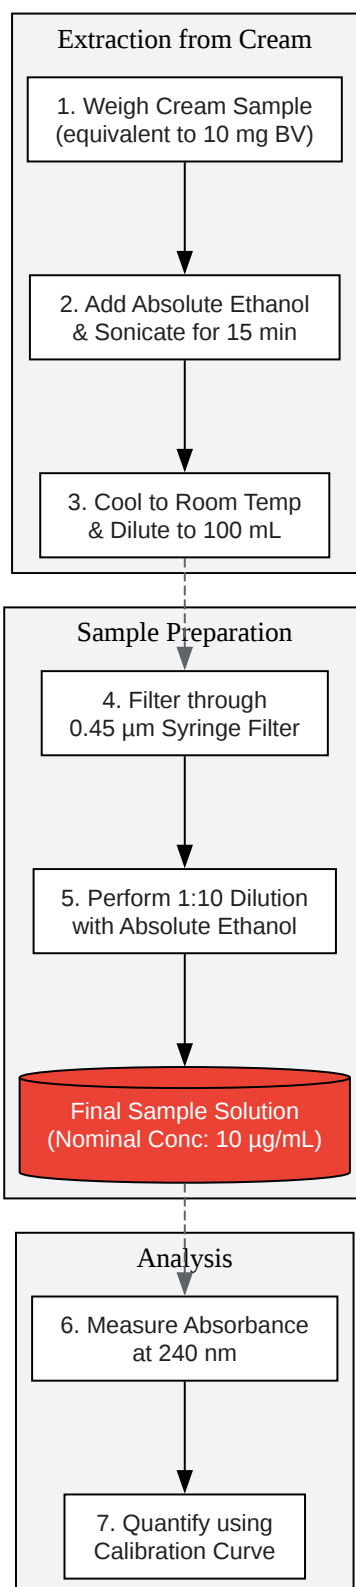 Extraction from Cream
1. Weigh Cream Sample
(equivalent to 10 mg BV)
2. Add Absolute Ethanol
& Sonicate for 15 min
3. Cool to Room Temp
& Dilute to 100 mL
Sample Preparation
4. Filter through
0.45 µm Syringe Filter
5. Perform 1:10 Dilution
with Absolute Ethanol
Final Sample Solution
(Nominal Conc: 10 µg/mL)
Analysis
6. Measure Absorbance
at 240 nm
7. Quantify using
Calibration Curve